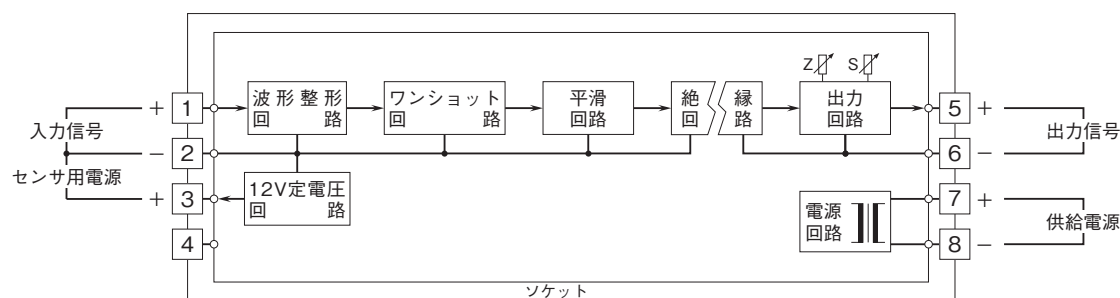 Z S
波形整形
回 路
ワンショット
回 路
平滑
回路
絶 縁
回 路
出力
回路
+ 1
入力信号
− 2
センサ用電源
+ 3
4
12V定電圧
回 路
電源
回路
5 +
出力信号
6 −
7 +
供給電源
8 −
ソケット